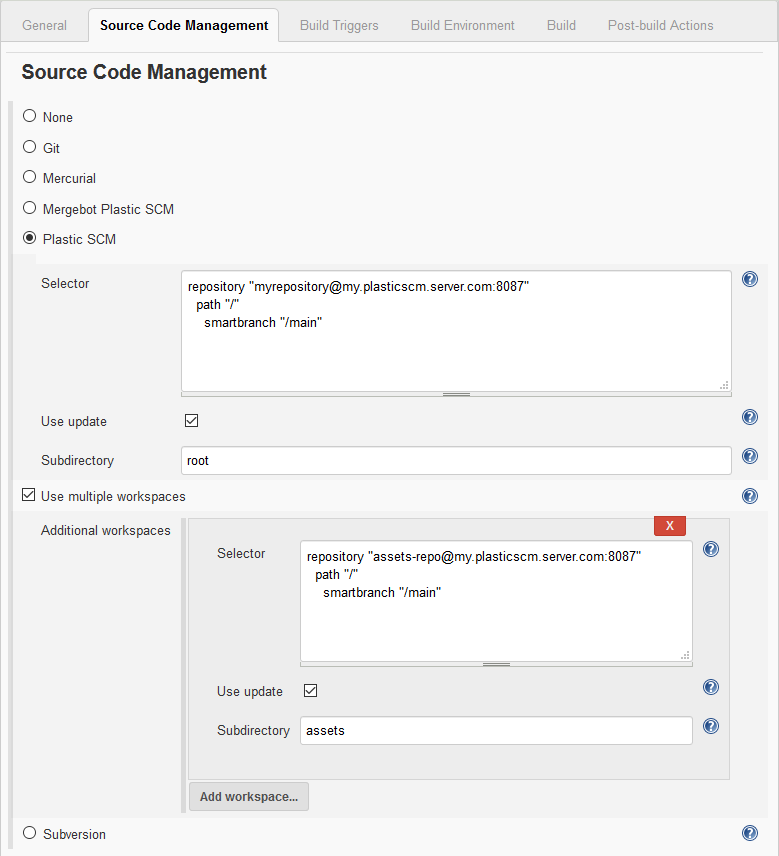 General Source Code Management Build Triggers Build Environment Build Post-build Actions
Source Code Management
None
Git
Mercurial
Mergebot Plastic SCM
Plastic SCM
Selector
repository "myrepository@my.plasticscm.server.com:8087"
path "/"
smartbranch "/main"
Use update
Subdirectory root
Use multiple workspaces
Additional workspaces
X
Selector
repository "assets-repo@my.plasticscm.server.com:8087"
path "/"
smartbranch "/main"
Use update
Subdirectory assets
Add workspace...
Subversion